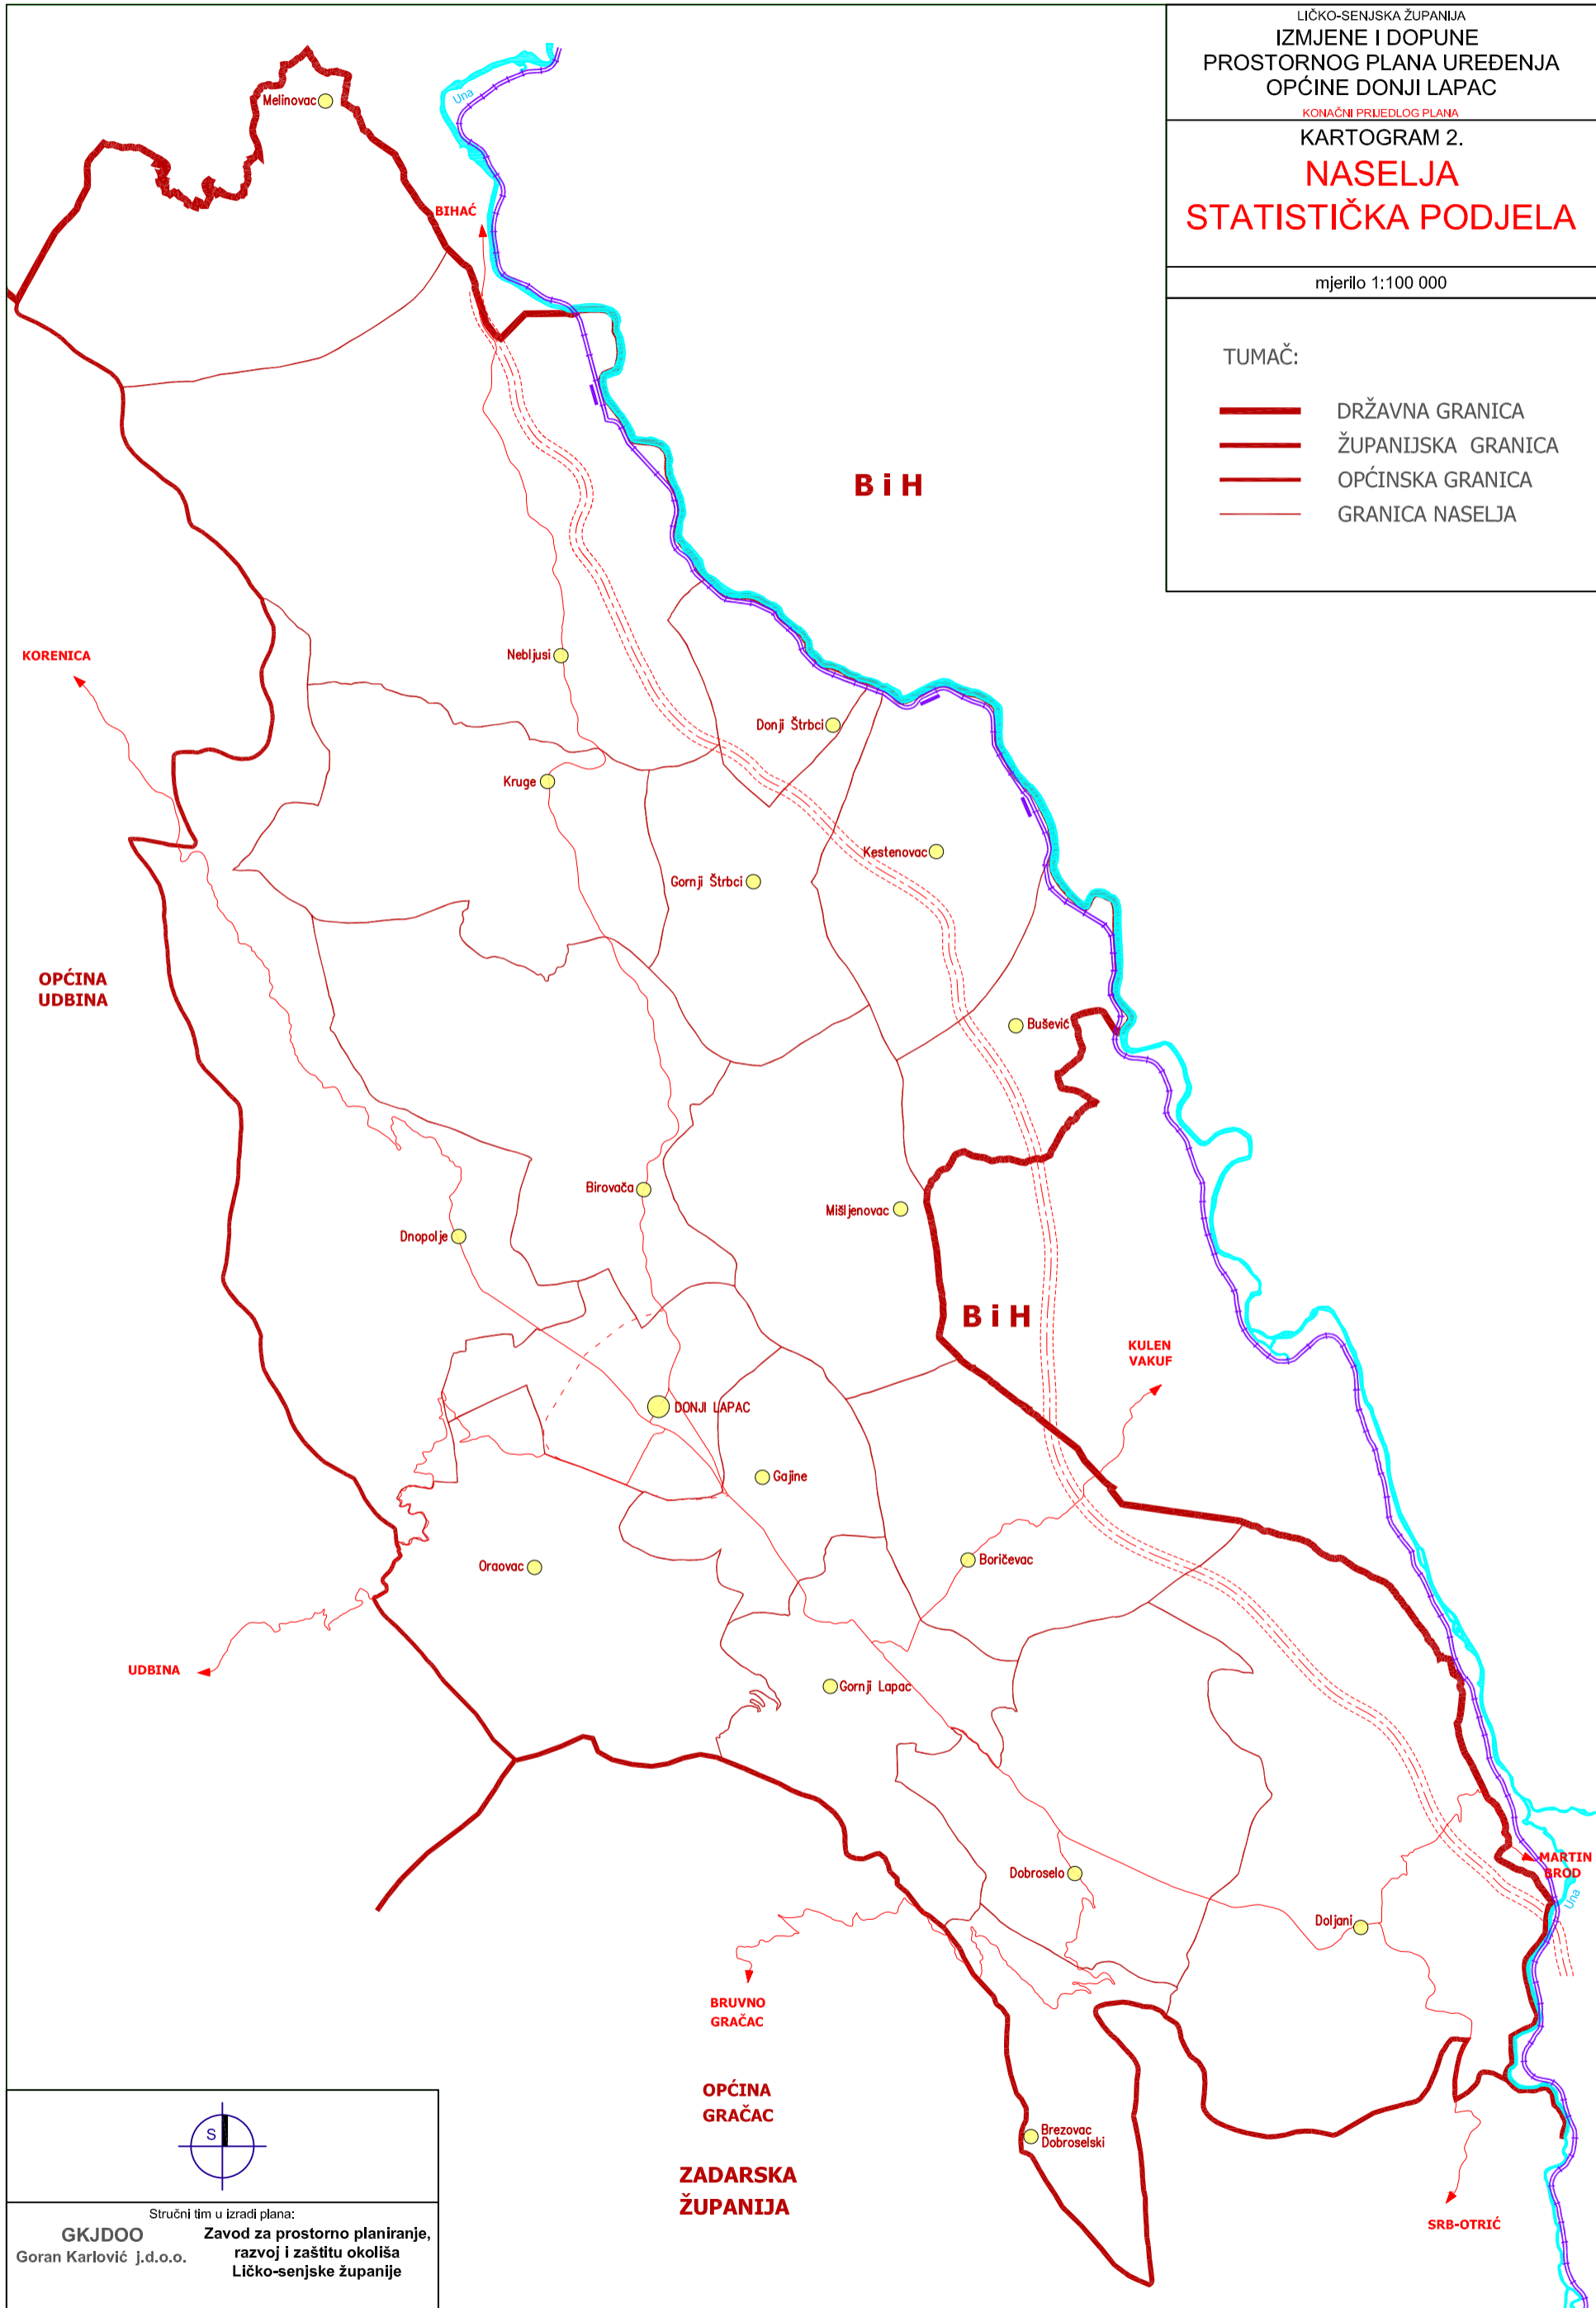 LIČKO-SENJSKA ŽUPANIJA
IZMJENE I DOPUNE
PROSTORNOG PLANA UREĐENJA
OPĆINE DONJI LAPAC
KONAČNI PRIJEDLOG PLANA
KARTOGRAM 2.
NASELJA
STATISTIČKA PODJELA
mjerilo 1:100 000
TUMAČ:
DRŽAVNA GRANICA
ŽUPANIJSKA GRANICA
OPĆINSKA GRANICA
GRANICA NASELJA
Melinovac
Una
BIHAĆ
B i H
KORENICA
Nebljusi
Donji Štrbci
Kruge
Kestenovac
Gornji Štrbci
OPĆINA
UDBINA
Bušević
Birovača
Mišljenovac
Dnopolje
B i H
KULEN
VAKUF
DONJI LAPAC
Gajine
Boričevac
Oraovac
UDBINA
Gornji Lapac
MARTIN
BROD
Dobroselo
Una
Doljani
BRUVNO
GRAČAC
OPĆINA
GRAČAC
Brezovac
Dobroselski
ZADARSKA
ŽUPANIJA
SRB-OTRIĆ
S
Stručni tim u izradi plana:
GKJDOO
Goran Karlović j.d.o.o.
Zavod za prostorno planiranje,
razvoj i zaštitu okoliša
Ličko-senjske županije